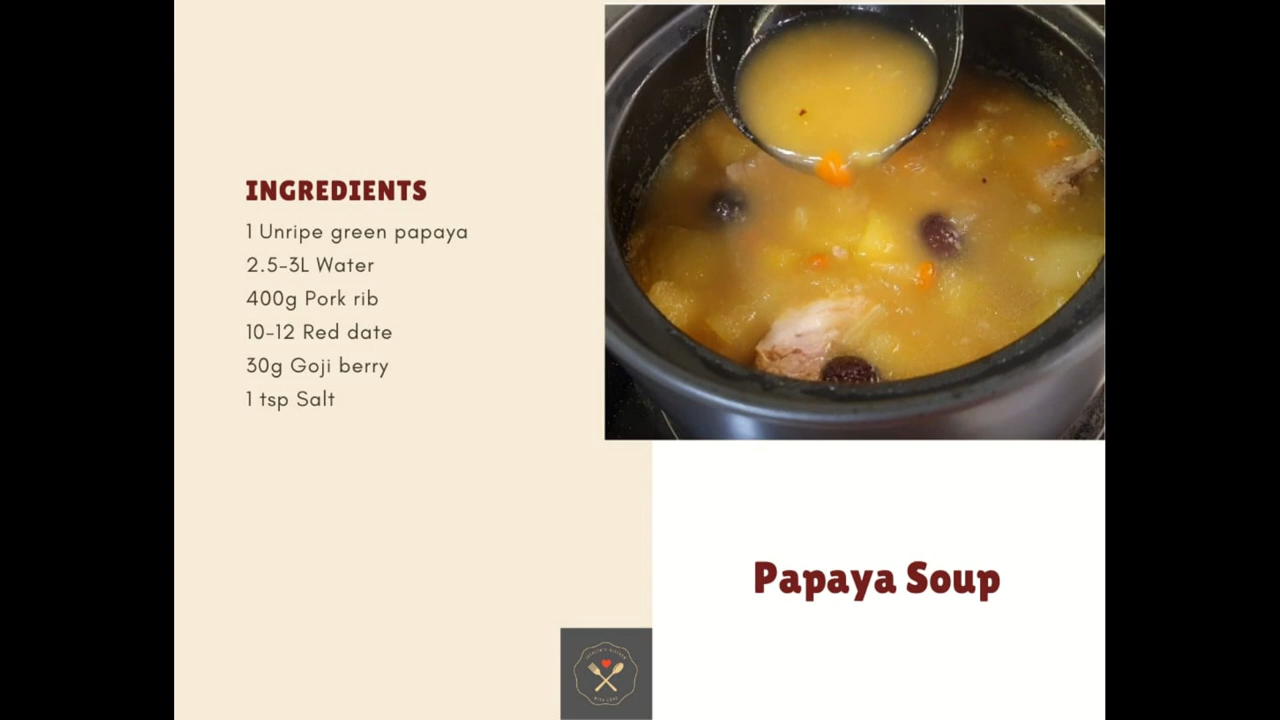 INGREDIENTS
1 Unripe green papaya
2.5-3L Water
400g Pork rib
10-12 Red date
30g Goji berry
1 tsp Salt
Papaya Soup